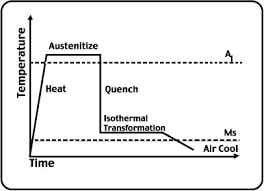 Temperature
Austenitize
A1
Heat
Quench
Isothermal
Transformation
Ms
Air Cool
Time